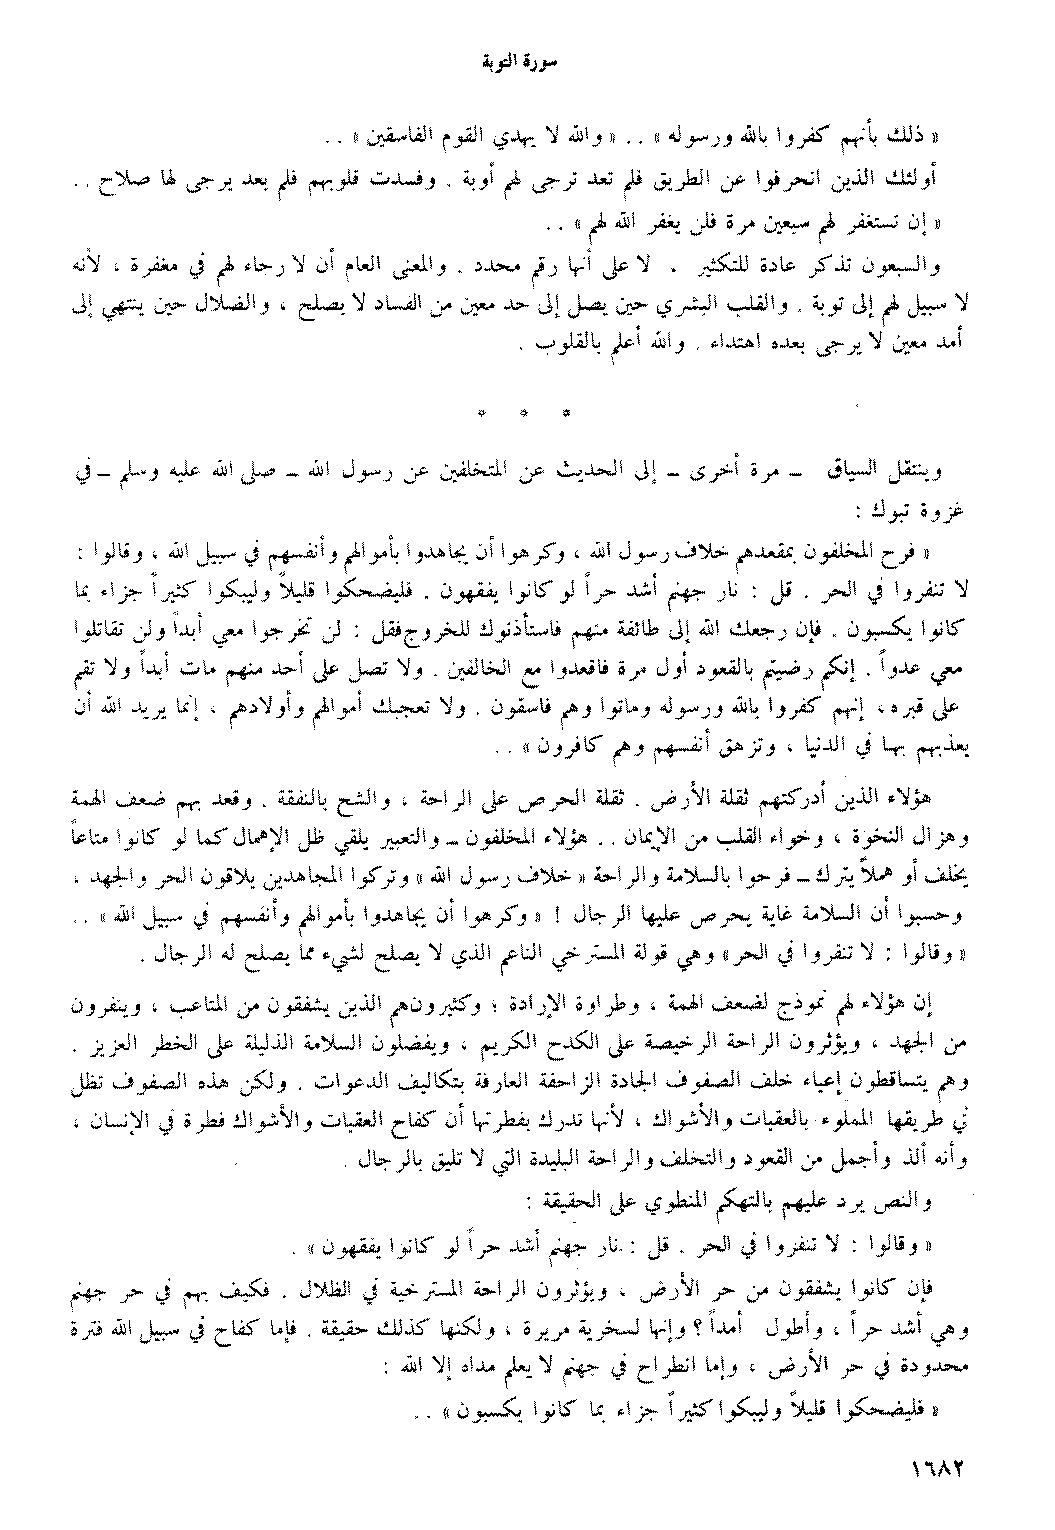 سورة التوبة
« ذلك بأنهم كفروا بالله ورسوله » .. « والله لا يهدي القوم الفاسقين » ..
أولئك الذين انحرفوا عن الطريق فلم تعد ترجى لهم أوبة . وفسدت قلوبهم فلم يعد يرجى لها صلاح ..
« إن تستغفر لهم سبعين مرة فلن يغفر الله لهم » ..
والسبعون تذكر عادة للتكثير . لا على أنها رقم محدد . والمعنى العام أن لا رجاء لهم في مغفرة ، لأنه
لا سبيل لهم إلى توبة . والقلب البشري حين يصل إلى حد معين من الفساد لا يصلح ، والضلال حين ينتهي إلى
أمد معين لا يرجى بعده اهتداء . والله أعلم بالقلوب .
* * *
وينتقل السياق – مرة أخرى – إلى الحديث عن المتخلفين عن رسول الله – صلى الله عليه وسلم – في
غزوة تبوك :
« فرح المخلفون بمقعدهم خلاف رسول الله ، وكرهوا أن يجاهدوا بأموالهم وأنفسهم في سبيل الله ، وقالوا :
لا تنفروا في الحر . قل : نار جهنم أشد حراً لو كانوا يفقهون . فليضحكوا قليلاً وليبكوا كثيراً جزاء بما
كانوا يكسبون . فإن رجعك الله إلى طائفة منهم فاستأذنوك للخروج فقل : لن تخرجوا معي أبداً ولن تقاتلوا
معي عدواً . إنكم رضيتم بالقعود أول مرة فاقعدوا مع الخالفين . ولا تصل على أحد منهم مات أبداً ولا تقم
على قبره ، إنهم كفروا بالله ورسوله وماتوا وهم فاسقون . ولا تعجبك أموالهم وأولادهم ، إنما يريد الله أن
يعذبهم بها في الدنيا ، وتزهق أنفسهم وهم كافرون » ..
هؤلاء الذين أدركتهم ثقلة الأرض . ثقلة الحرص على الراحة ، والشح بالنفقة . وقعد بهم ضعف الهمة
وهزال النخوة ، وخواء القلب من الإيمان .. هؤلاء المخلفون – والتعبير يلقي ظل الإهمال كما لو كانوا متاعاً
يخلف أو هملاً يترك – فرحوا بالسلامة والراحة « خلاف رسول الله » وتركوا المجاهدين يلاقون الحر والجهد ،
وحسبوا أن السلامة غاية يحرص عليها الرجال ! « وكرهوا أن يجاهدوا بأموالهم وأنفسهم في سبيل الله » ..
« وقالوا : لا تنفروا في الحر » وهي قولة المسترخي الناعم الذي لا يصلح لشيء مما يصلح له الرجال .
إن هؤلاء لهم نموذج لضعف الهمة ، وطراوة الإرادة ؛ وكثيرون هم الذين يشفقون من المتاعب ، وينفرون
من الجهد ، ويؤثرون الراحة الرخيصة على الكدح الكريم ، ويفضلون السلامة الذليلة على الخطر العزيز .
وهم يتساقطون إعياء خلف الصفوف الجادة الزاحفة العارفة بتكاليف الدعوات . ولكن هذه الصفوف تظل
في طريقها المملوء بالعقبات والأشواك ، لأنها تدرك بفطرتها أن كفاح العقبات والأشواك فطرة في الإنسان ،
وأنه ألذ وأجمل من القعود والتخلف والراحة البليدة التي لا تليق بالرجال .
والنص يرد عليهم بالتهكم المنطوي على الحقيقة :
« وقالوا : لا تنفروا في الحر . قل : نار جهنم أشد حراً لو كانوا يفقهون » .
فإن كانوا يشفقون من حر الأرض ، ويؤثرون الراحة المسترخية في الظلال . فكيف بهم في حر جهنم
وهي أشد حراً ، وأطول أمداً ؟ وإنها لسخرية مريرة ، ولكنها كذلك حقيقة . فإما كفاح في سبيل الله فترة
محدودة في حر الأرض ، وإما انطراح في جهنم لا يعلم مداه إلا الله :
« فليضحكوا قليلاً وليبكوا كثيراً جزاء بما كانوا يكسبون » ..
١٦٨٢